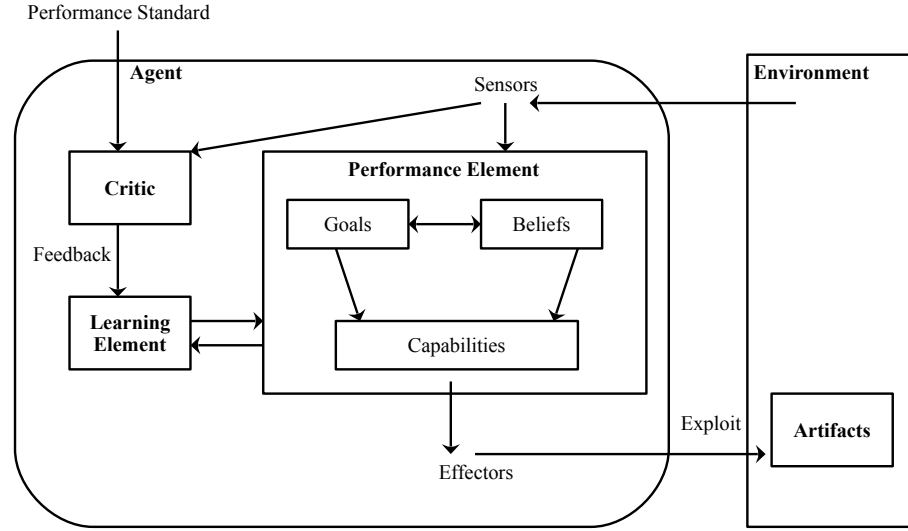 Performance Standard
Agent
Environment
Sensors
Performance Element
Critic
Goals
Beliefs
Feedback
Learning
Element
Capabilities
Exploit
Artifacts
Effectors